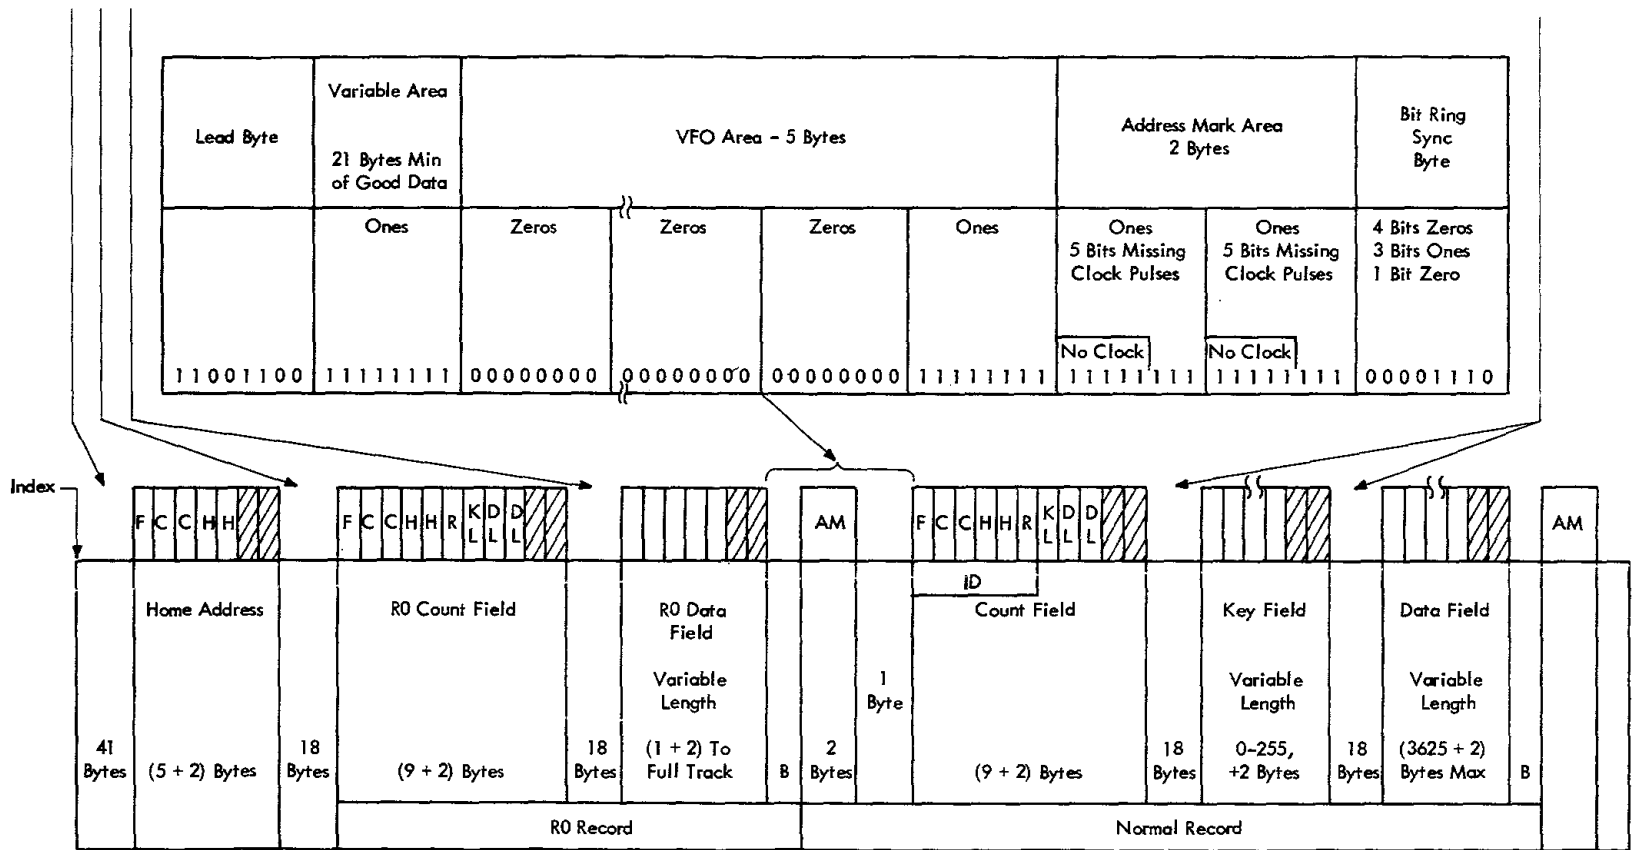 Lead Byte
Variable Area
21 Bytes Min
of Good Data
VFO Area - 5 Bytes
Address Mark Area
2 Bytes
Bit Ring
Sync
Byte
Ones
Zeros
Zeros
Zeros
Ones
Ones
5 Bits Missing
Clock Pulses
Ones
5 Bits Missing
Clock Pulses
4 Bits Zeros
3 Bits Ones
1 Bit Zero
No Clock
No Clock
11001100
11111111
00000000
00000000
00000000
11111111
11111111
11111111
00001110
Index
F C C H H
F C C H H R KL DL DL
AM
F C C H H R KL DL DL
AM
ID
Home Address
R0 Count Field
R0 Data
Field
Count Field
Key Field
Data Field
Variable
Length
1
Byte
Variable
Length
Variable
Length
41
Bytes
(5 + 2) Bytes
18
Bytes
(9 + 2) Bytes
18
Bytes
(1 + 2) To
Full Track
B
2
Bytes
(9 + 2) Bytes
18
Bytes
0-255,
+2 Bytes
18
Bytes
(3625 + 2)
Bytes Max
B
R0 Record
Normal Record